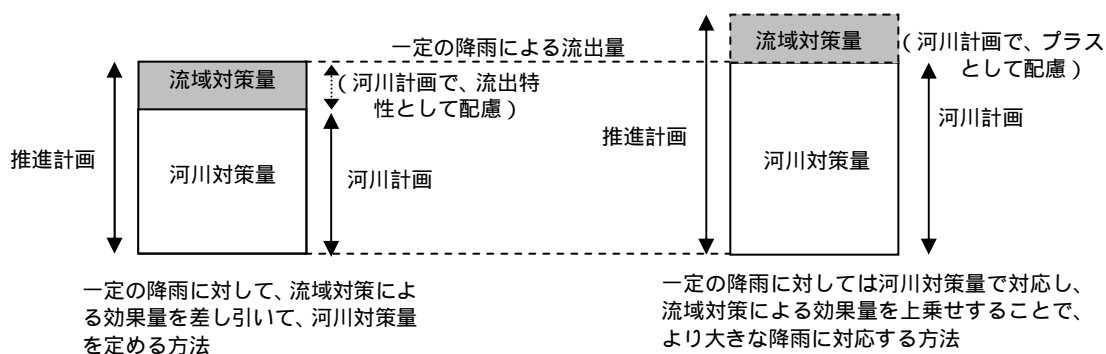 一定の降雨による流出量
流域対策量
(河川計画で、流出特
性として配慮)
推進計画
河川対策量
河川計画
一定の降雨に対して、流域対策によ
る効果量を差し引いて、河川対策量
を定める方法
流域対策量
(河川計画で、プラス
として配慮)
推進計画
河川対策量
河川計画
一定の降雨に対しては河川対策量で対応し、
流域対策による効果量を上乗せすることで、
より大きな降雨に対応する方法